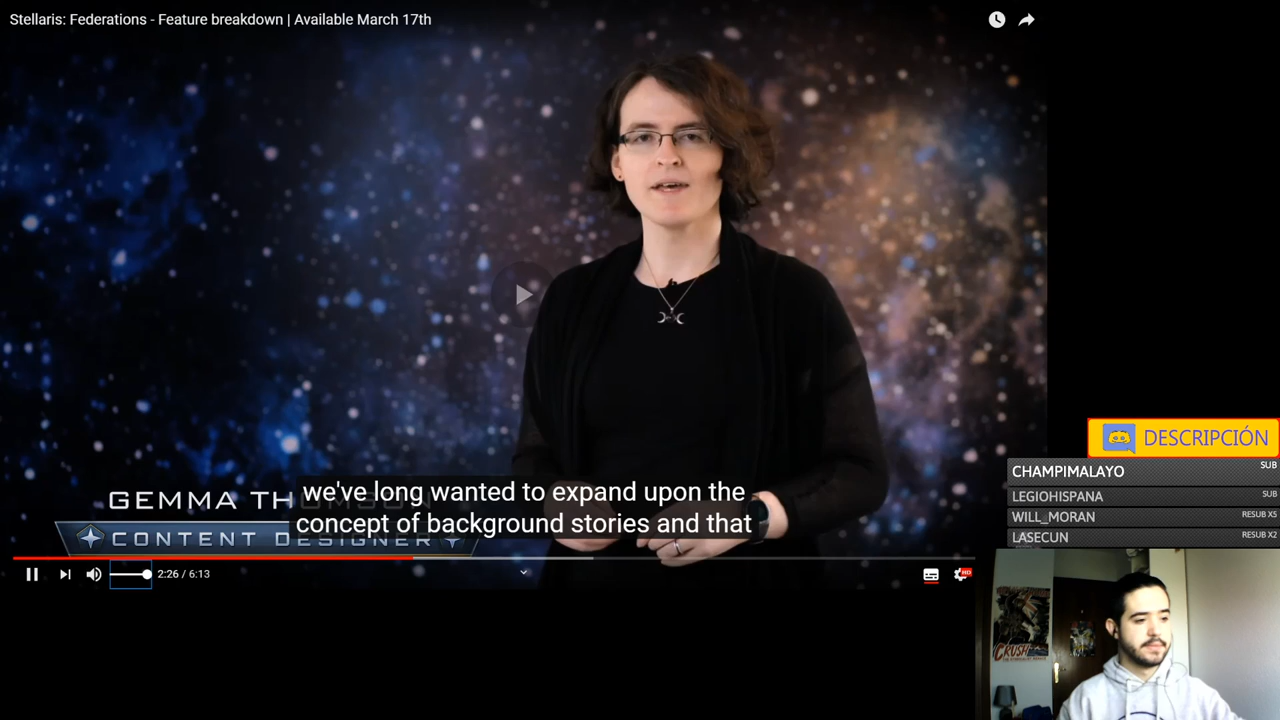 Stellaris: Federations - Feature breakdown | Available March 17th
we've long wanted to expand upon the
concept of background stories and that
GEMMA TH
CONTENT DESIGNER
2:26 / 6:13
HD
DESCRIPCIÓN
CHAMPIMALAYO SUB
LEGIOHISPANA SUB
WILL_MORAN RESUB X5
LASECUN RESUB X2
CRUSH